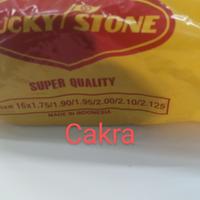 LUCKY STONE
SUPER QUALITY
16x1.75/1.90/1.95/2.00/2.10/2.125
MADE IN INDONESIA
Cakra